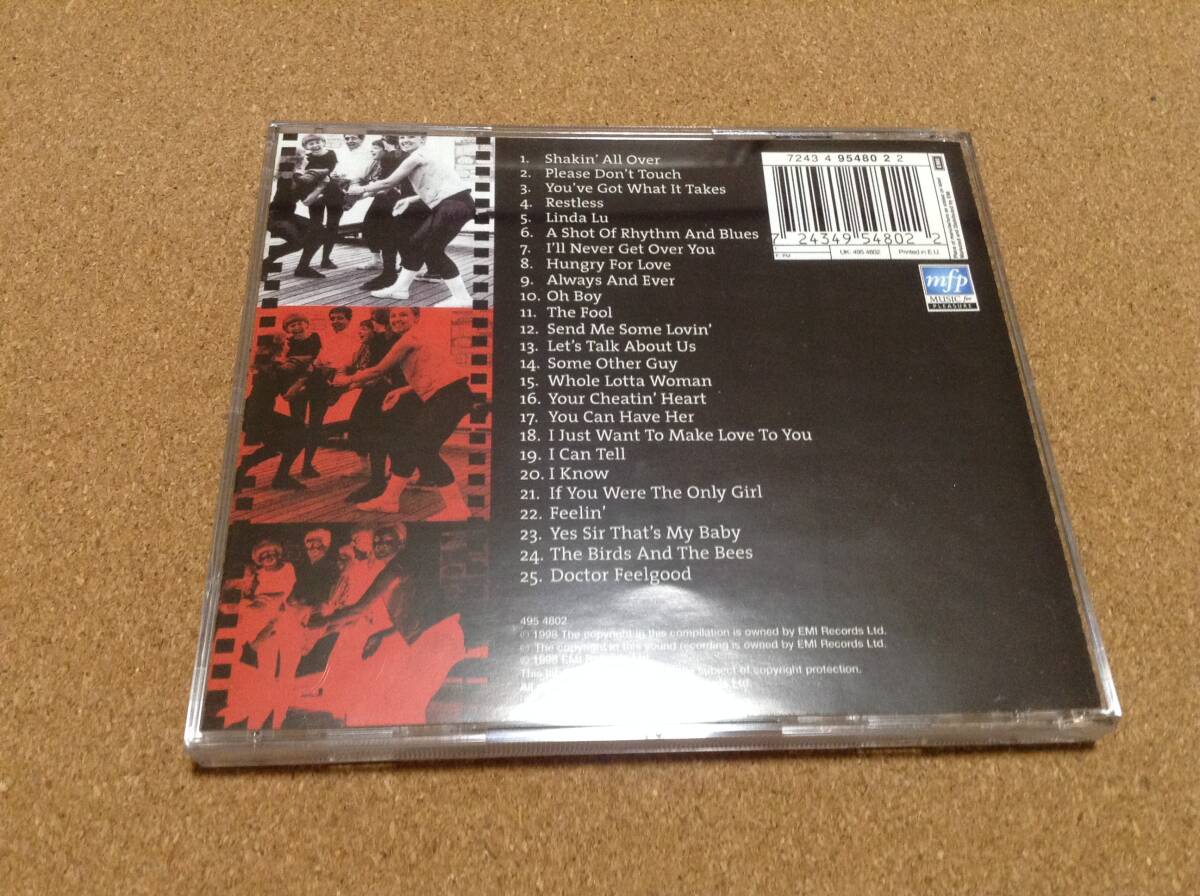 1. Shakin' All Over
2. Please Don't Touch
3. You've Got What It Takes
4. Restless
5. Linda Lu
6. A Shot Of Rhythm And Blues
7. I'll Never Get Over You
8. Hungry For Love
9. Always And Ever
10. Oh Boy
11. The Fool
12. Send Me Some Lovin'
13. Let's Talk About Us
14. Some Other Guy
15. Whole Lotta Woman
16. Your Cheatin' Heart
17. You Can Have Her
18. I Just Want To Make Love To You
19. I Can Tell
20. I Know
21. If You Were The Only Girl
22. Feelin'
23. Yes Sir That's My Baby
24. The Birds And The Bees
25. Doctor Feelgood
7243 4 95480 2 2
7 24349 54802 2
UK: 495 4802
Printed in E.U.
EMI
mfp
MUSIC for
PLEASURE
495 4802
℗ 1998 The copyright in this compilation is owned by EMI Records Ltd.
℗ The copyright in this sound recording is owned by EMI Records Ltd.
© 1998 EMI
This subject of copyright protection.
All Ltd.